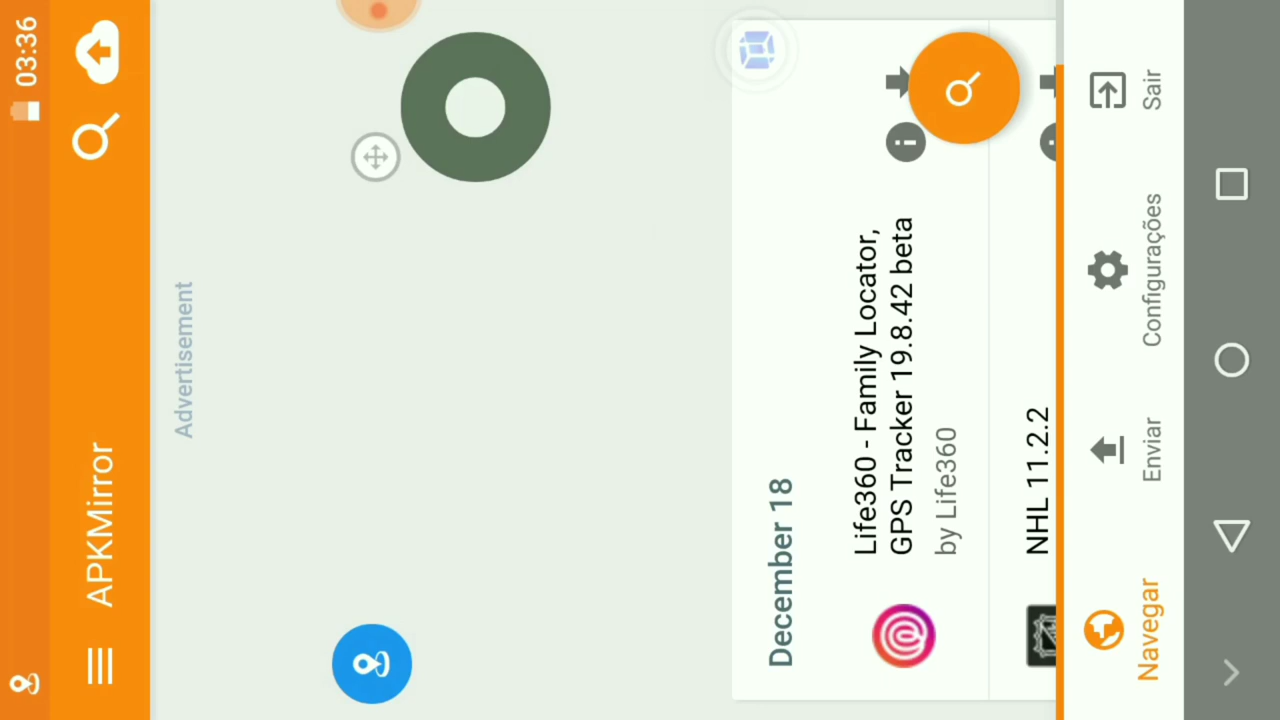 03:36
APKMirror
Advertisement
December 18
Life360 - Family Locator,
GPS Tracker 19.8.42 beta
by Life360
NHL 11.2.2
Navegar
Enviar
Configurações
Sair